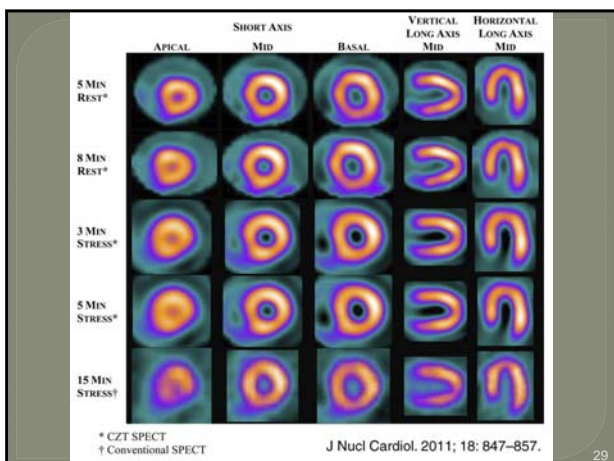 SHORT AXIS
VERTICAL
LONG AXIS
HORIZONTAL
LONG AXIS
APICAL
MID
BASAL
MID
MID
5 MIN
REST*
8 MIN
REST*
3 MIN
STRESS*
5 MIN
STRESS*
15 MIN
STRESS†
* CZT SPECT
† Conventional SPECT
J Nucl Cardiol. 2011; 18: 847–857.
29